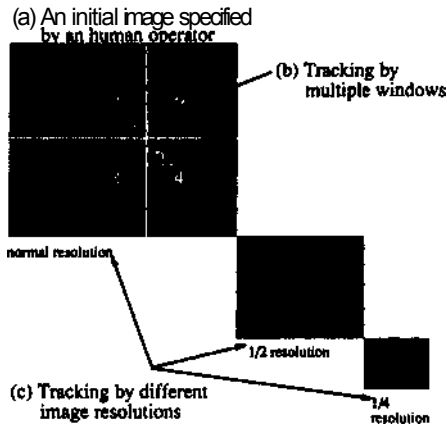 (a) An initial image specified
by an human operator
(b) Tracking by
multiple windows
4
normal resolution
1/2 resolution
(c) Tracking by different
image resolutions
1/4
resolution